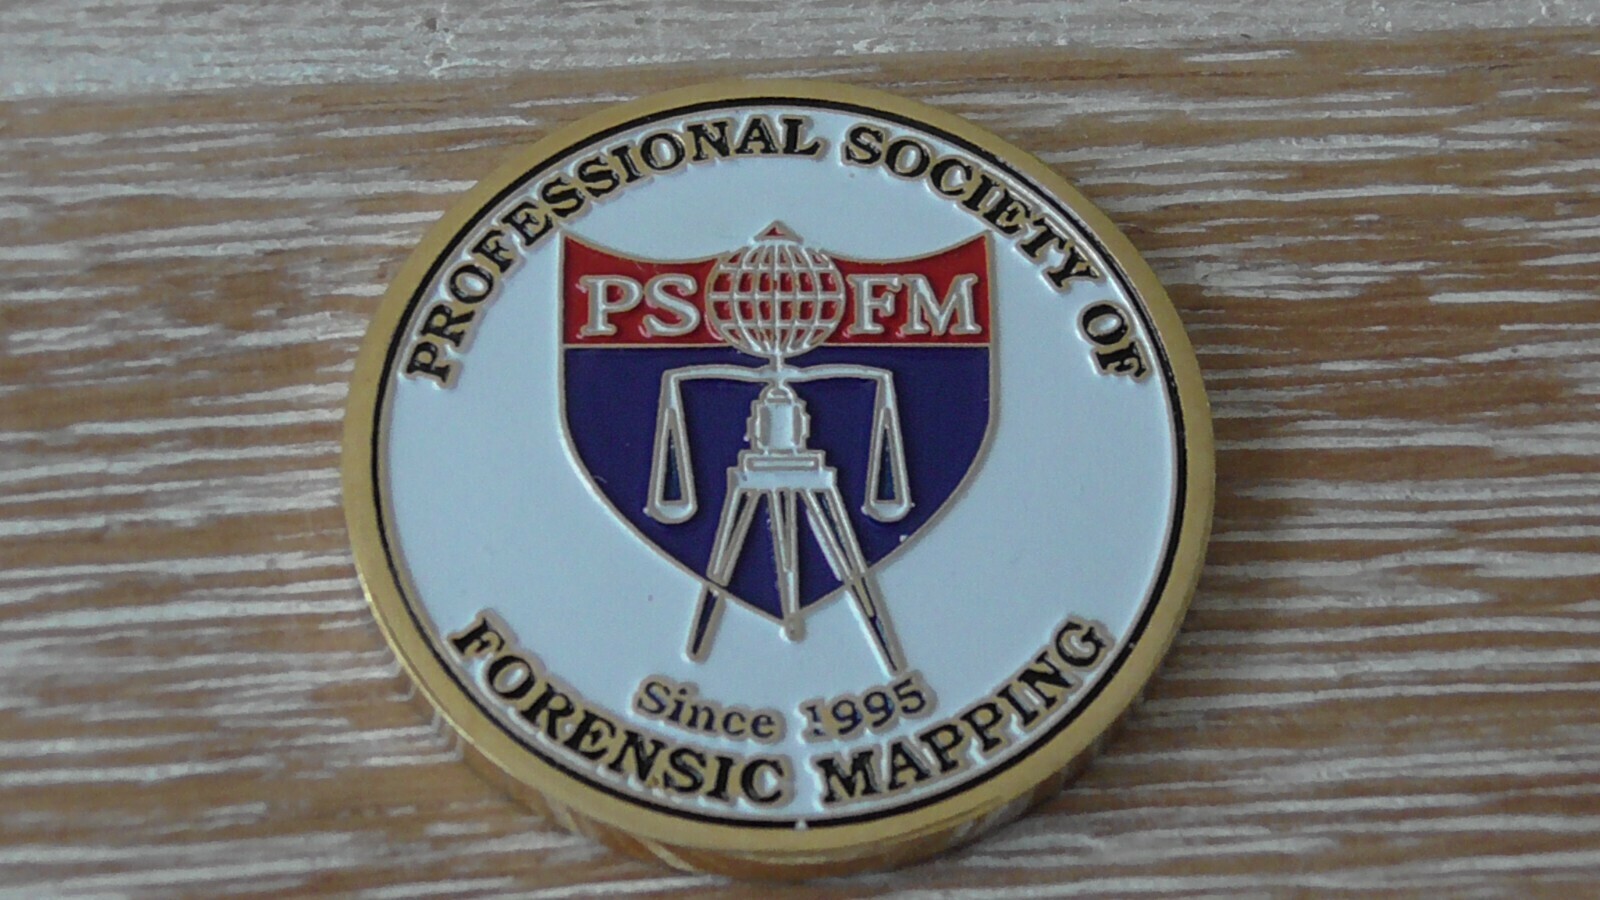 PROFESSIONAL SOCIETY OF
PS FM
Since 1995
FORENSIC MAPPING